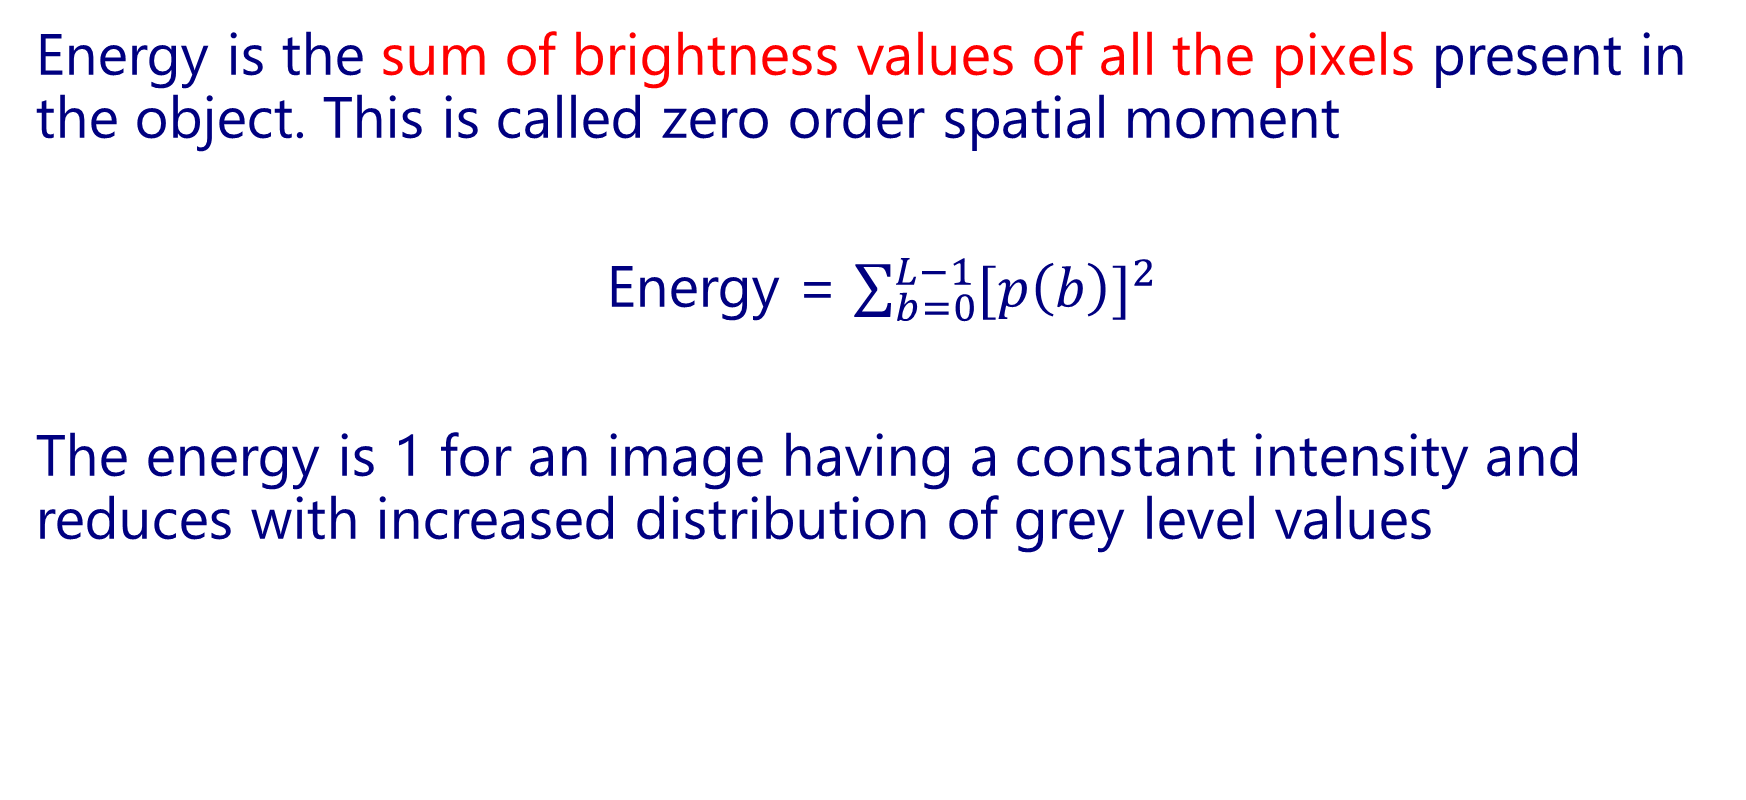 Energy is the sum of brightness values of all the pixels present in
the object. This is called zero order spatial moment
Energy = ∑_{b=0}^{L−1}[p(b)]²
The energy is 1 for an image having a constant intensity and
reduces with increased distribution of grey level values